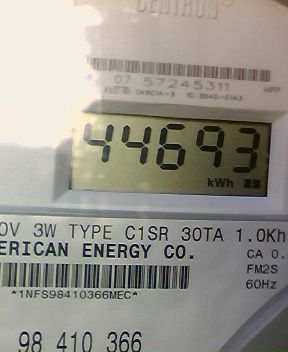 CENTRON®
07 57245311 HPP
44693
kWh
0V 3W TYPE C1SR 30TA 1.0Kh
ERICAN ENERGY CO. CA 0.
FM2S
*1NFS98410366MEC* 60Hz
98 410 366